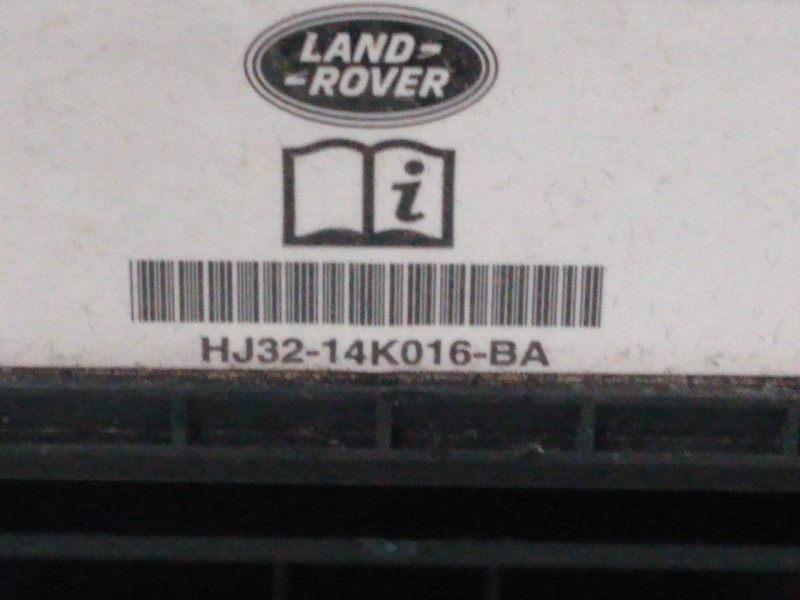 LAND-
-ROVER
i
HJ32-14K016-BA